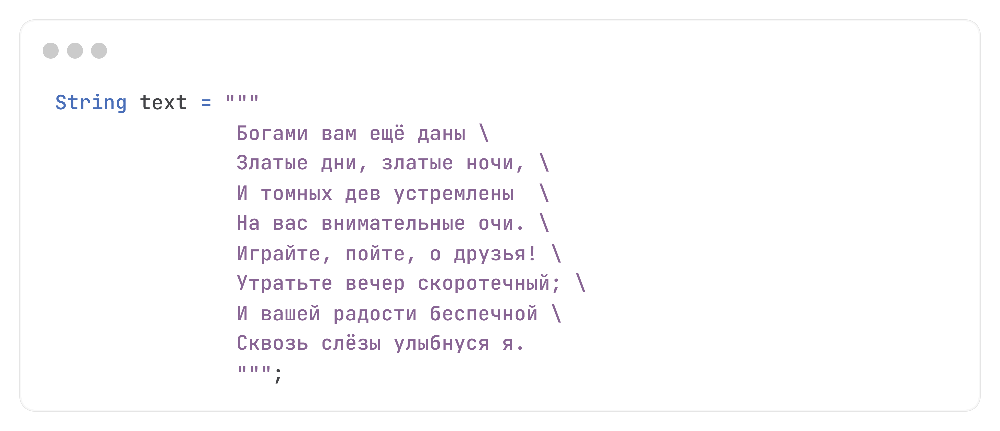 String text = """
Богами вам ещё даны \
Златые дни, златые ночи, \
И томных дев устремлены  \
На вас внимательные очи. \
Играйте, пойте, о друзья! \
Утратьте вечер скоротечный; \
И вашей радости беспечной \
Сквозь слёзы улыбнуся я.
""";